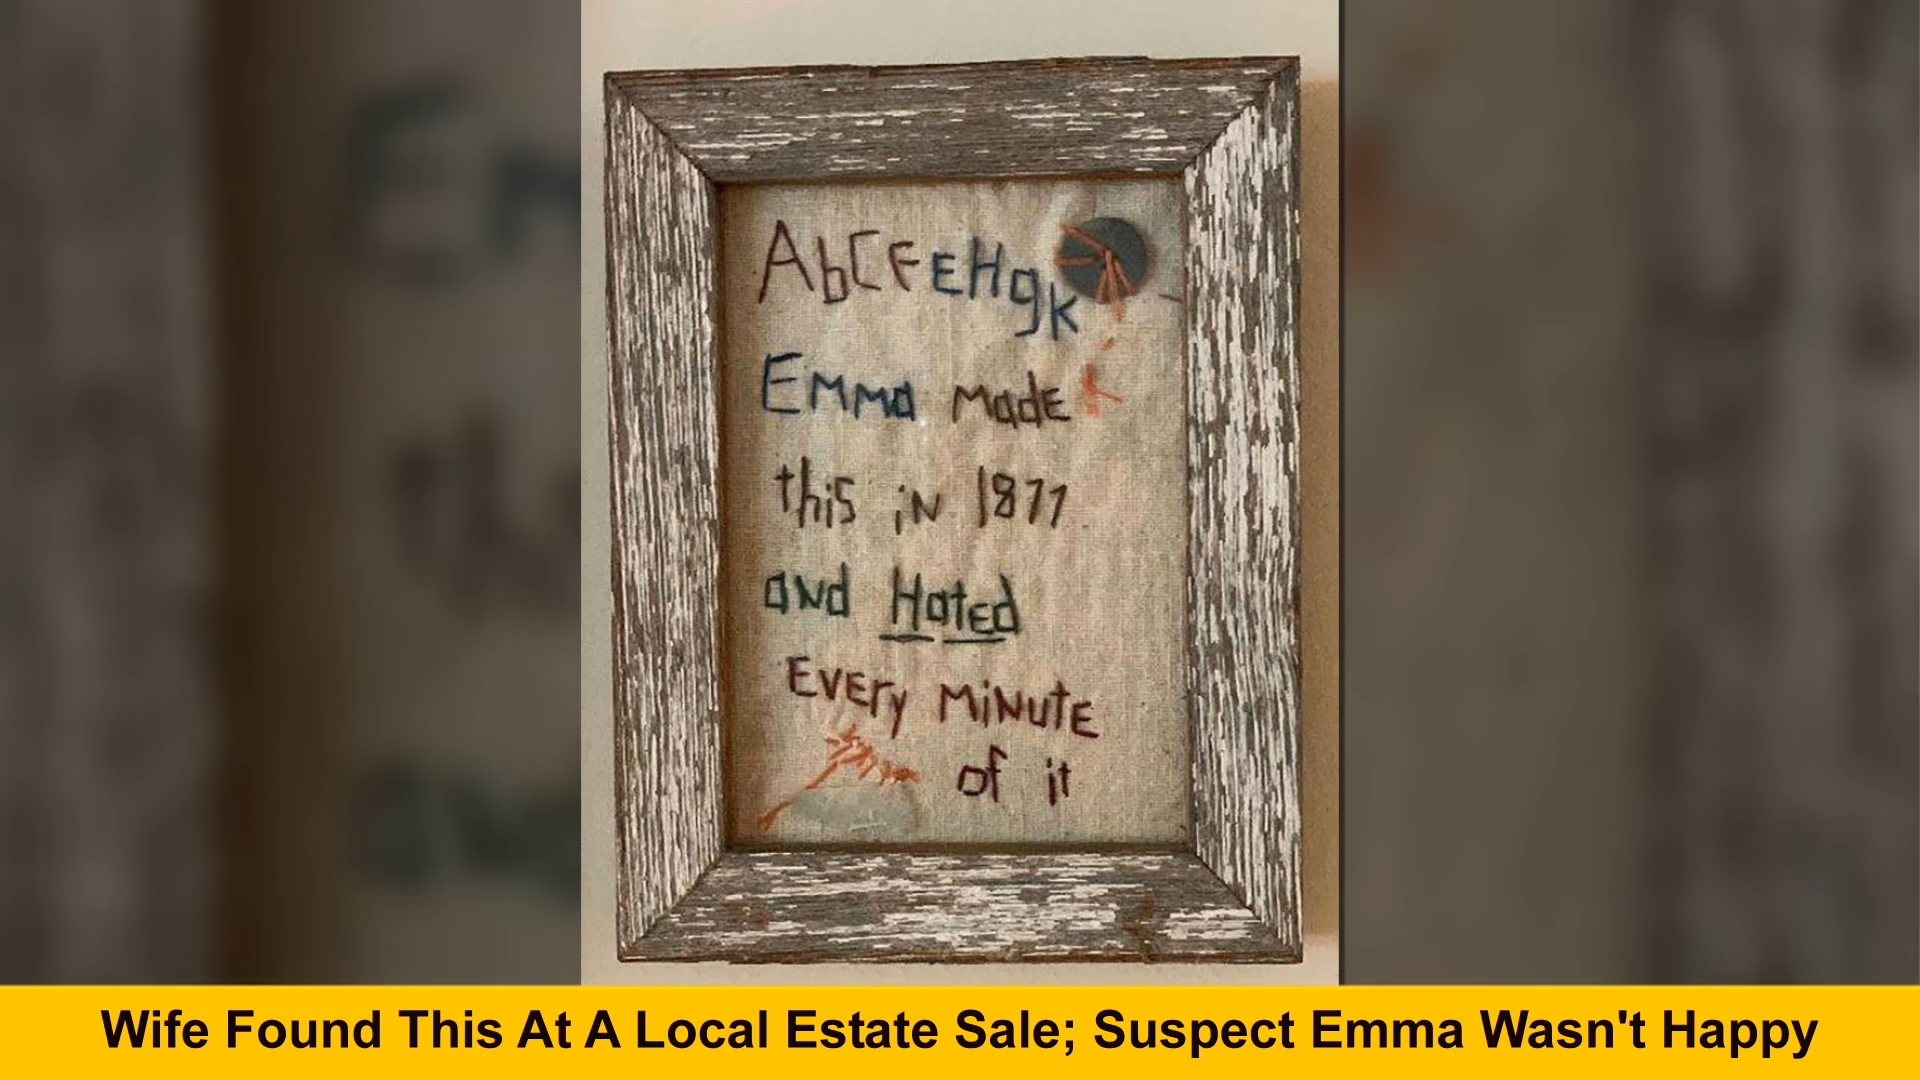 AbCFEHgK
Emma made
this in 1877
and Hated
Every Minute
of it
Wife Found This At A Local Estate Sale; Suspect Emma Wasn't Happy